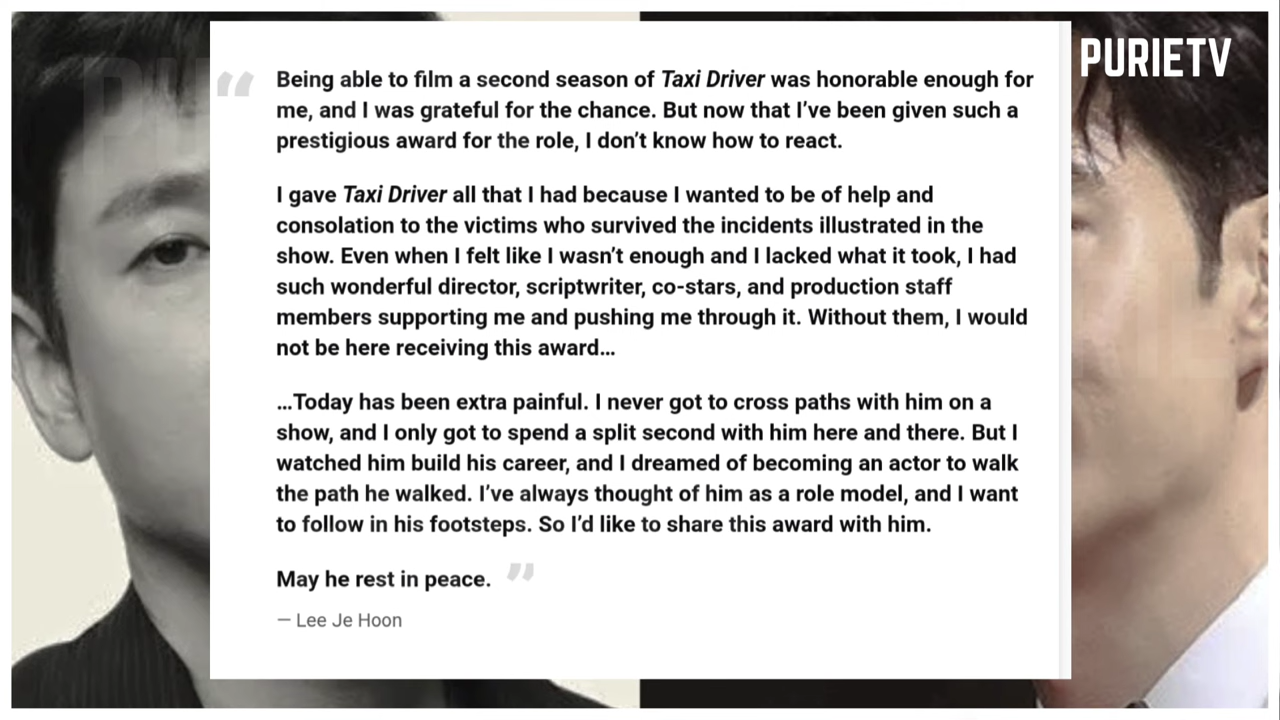 PURIETV
“
Being able to film a second season of Taxi Driver was honorable enough for
me, and I was grateful for the chance. But now that I’ve been given such a
prestigious award for the role, I don’t know how to react.
I gave Taxi Driver all that I had because I wanted to be of help and
consolation to the victims who survived the incidents illustrated in the
show. Even when I felt like I wasn’t enough and I lacked what it took, I had
such wonderful director, scriptwriter, co-stars, and production staff
members supporting me and pushing me through it. Without them, I would
not be here receiving this award…
…Today has been extra painful. I never got to cross paths with him on a
show, and I only got to spend a split second with him here and there. But I
watched him build his career, and I dreamed of becoming an actor to walk
the path he walked. I’ve always thought of him as a role model, and I want
to follow in his footsteps. So I’d like to share this award with him.
May he rest in peace. ”
— Lee Je Hoon